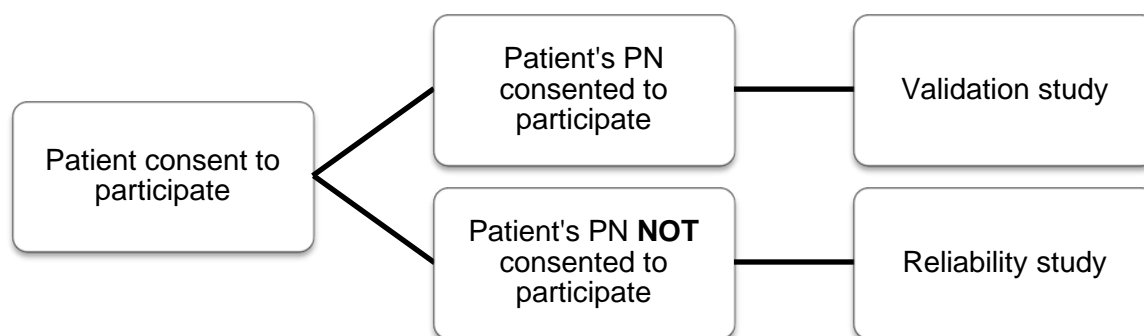 Patient consent to
participate
Patient's PN
consented to
participate
Validation study
Patient's PN NOT
consented to
participate
Reliability study